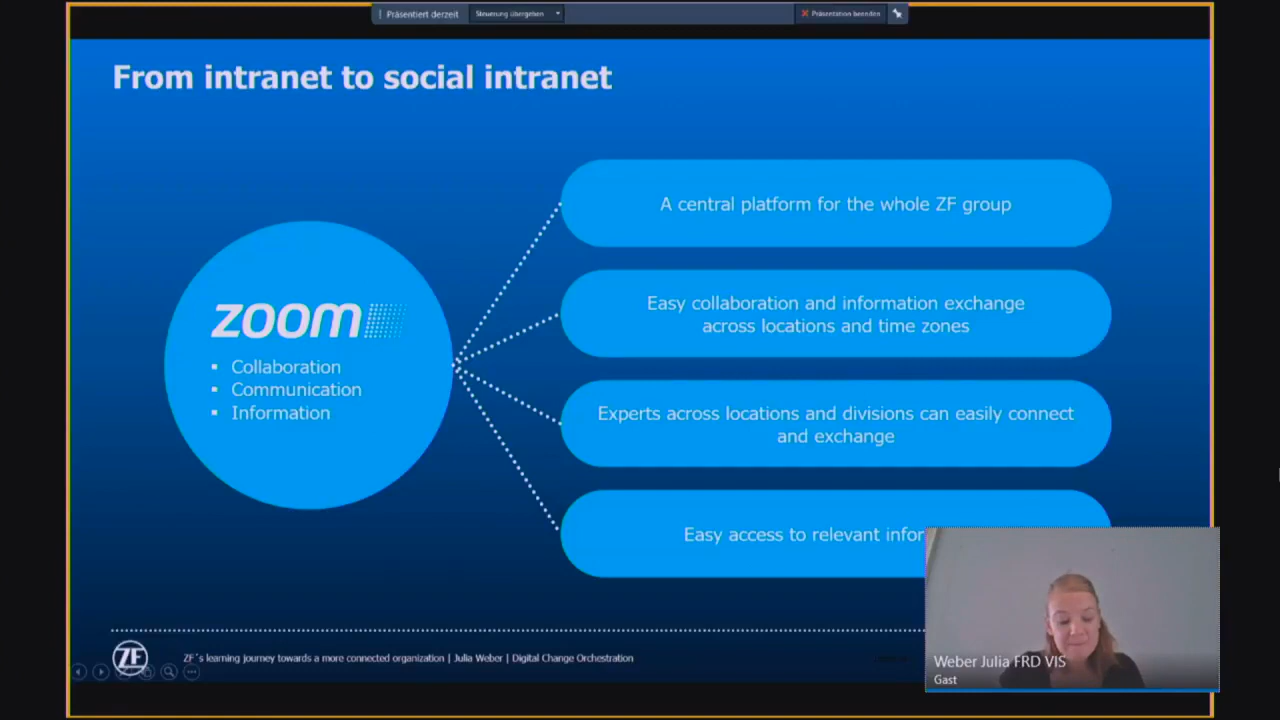 Präsentiert derzeit
Steuerung übergeben
Präsentation beenden
From intranet to social intranet
zoom
Collaboration
Communication
Information
A central platform for the whole ZF group
Easy collaboration and information exchange
across locations and time zones
Experts across locations and divisions can easily connect
and exchange
Easy access to relevant infor
ZF
ZF´s learning journey towards a more connected organization | Julia Weber | Digital Change Orchestration
Weber Julia FRD VIS
Gast